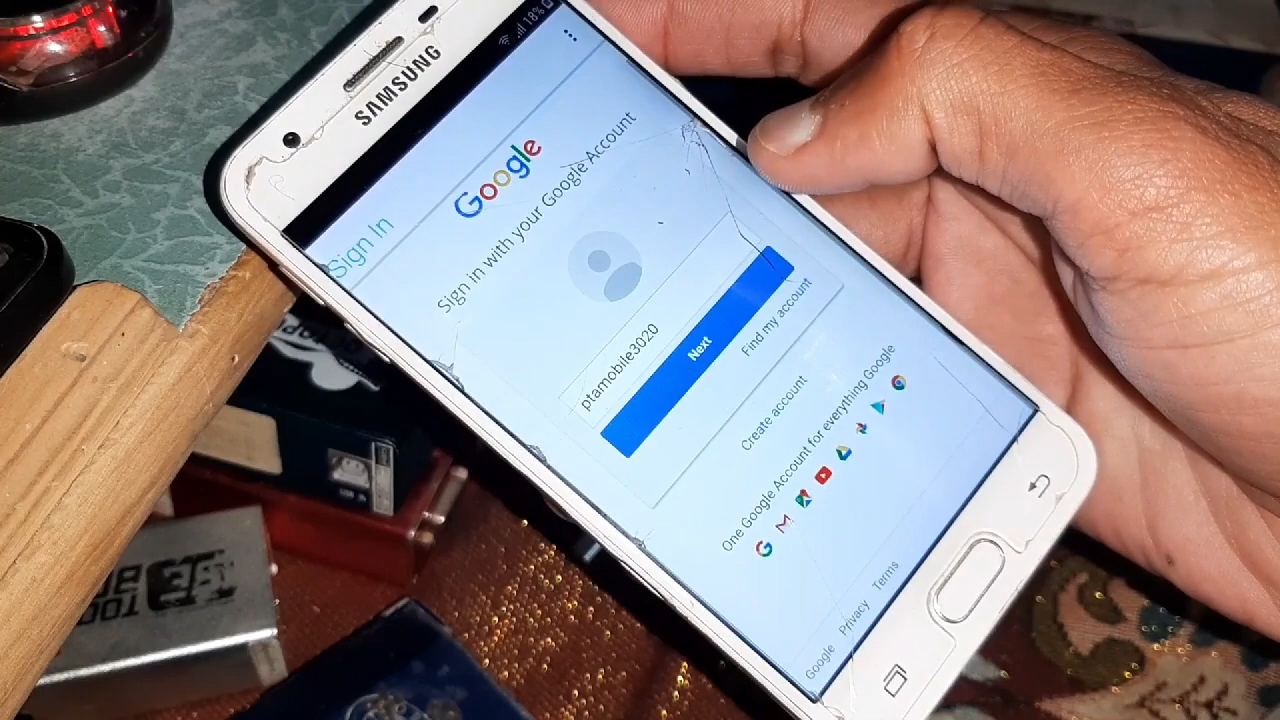 18%
SAMSUNG
Sign In
Google
Sign in with your Google Account
ptamobile3020
Next
Find my account
Create account
One Google Account for everything Google
Google Privacy Terms